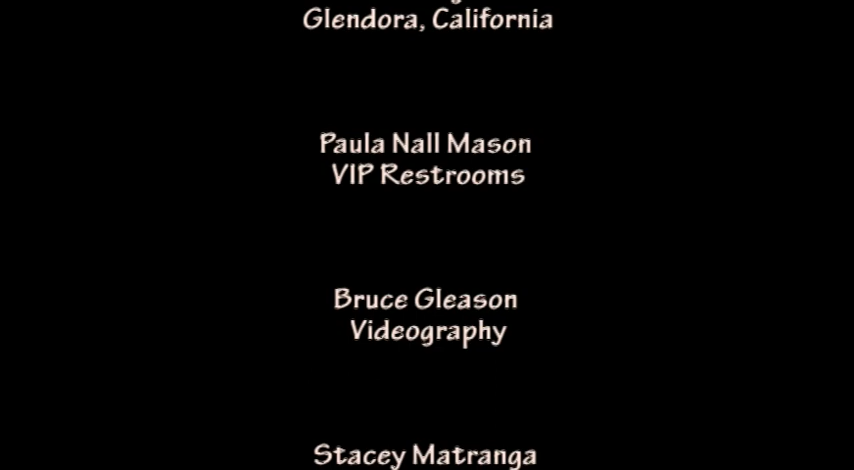 Glendora, California
Paula Nall Mason
VIP Restrooms
Bruce Gleason
Videography
Stacey Matranga